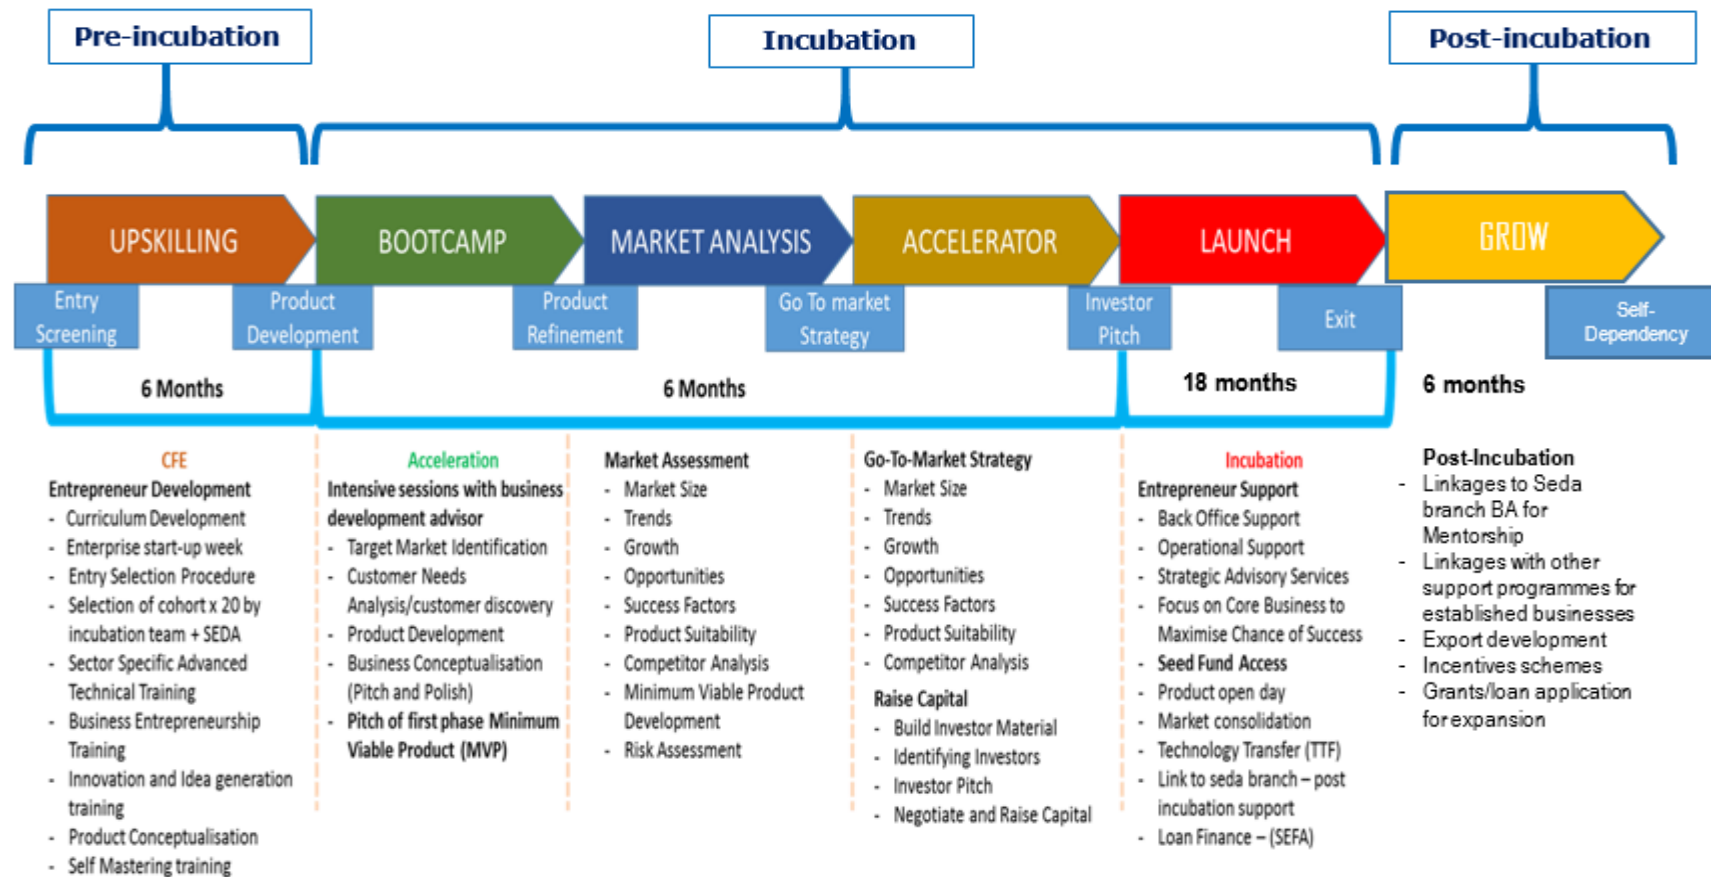 Pre-incubation
Incubation
Post-incubation
UPSKILLING
BOOTCAMP
MARKET ANALYSIS
ACCELERATOR
LAUNCH
GROW
Entry
Screening
Product
Development
Product
Refinement
Go To market
Strategy
Investor
Pitch
Exit
Self-
Dependency
6 Months
6 Months
18 months
6 months
CFE
Entrepreneur Development
- Curriculum Development
- Enterprise start-up week
- Entry Selection Procedure
- Selection of cohort x 20 by
incubation team + SEDA
- Sector Specific Advanced
Technical Training
- Business Entrepreneurship
Training
- Innovation and Idea generation
training
- Product Conceptualisation
- Self Mastering training
Acceleration
Intensive sessions with business
development advisor
- Target Market Identification
- Customer Needs
Analysis/customer discovery
- Product Development
- Business Conceptualisation
(Pitch and Polish)
- Pitch of first phase Minimum
Viable Product (MVP)
Market Assessment
- Market Size
- Trends
- Growth
- Opportunities
- Success Factors
- Product Suitability
- Competitor Analysis
- Minimum Viable Product
Development
- Risk Assessment
Go-To-Market Strategy
- Market Size
- Trends
- Growth
- Opportunities
- Success Factors
- Product Suitability
- Competitor Analysis
Raise Capital
- Build Investor Material
- Identifying Investors
- Investor Pitch
- Negotiate and Raise Capital
Incubation
Entrepreneur Support
- Back Office Support
- Operational Support
- Strategic Advisory Services
- Focus on Core Business to
Maximise Chance of Success
- Seed Fund Access
- Product open day
- Market consolidation
- Technology Transfer (TTF)
- Link to seda branch – post
incubation support
- Loan Finance – (SEFA)
Post-Incubation
- Linkages to Seda
branch BA for
Mentorship
- Linkages with other
support programmes for
established businesses
- Export development
- Incentives schemes
- Grants/loan application
for expansion